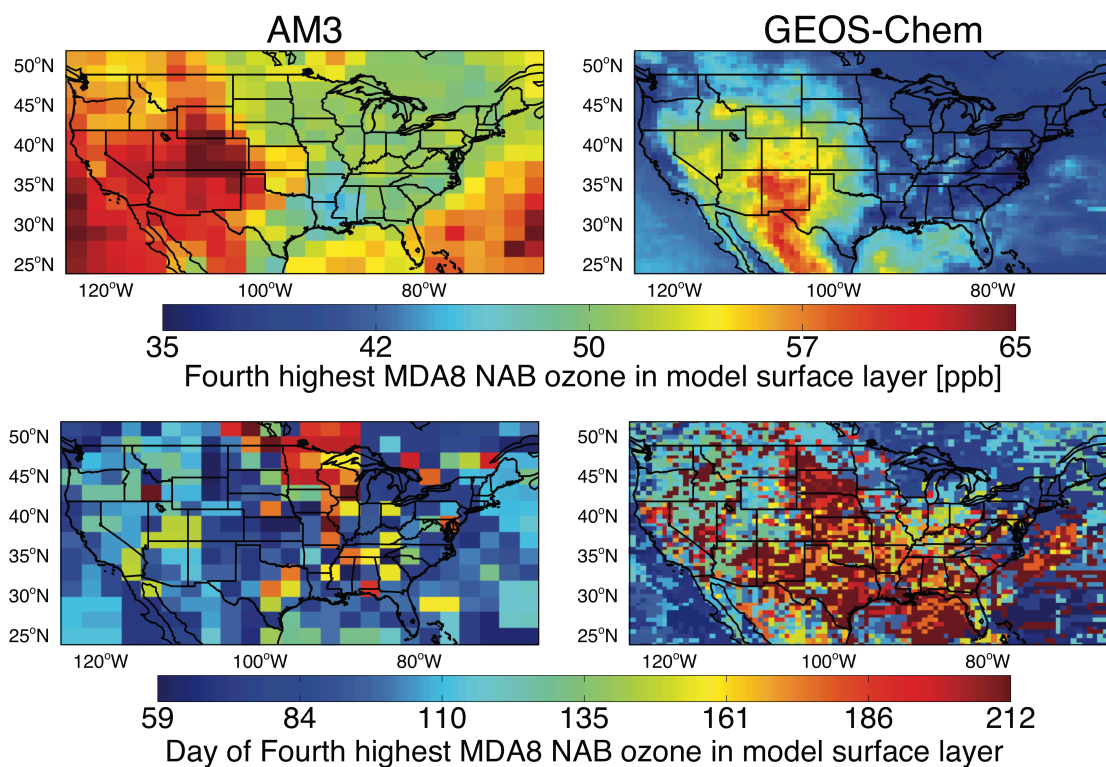 AM3 GEOS-Chem
50°N 50°N
45°N 45°N
40°N 40°N
35°N 35°N
30°N 30°N
25°N 25°N
120°W 100°W 80°W 120°W 100°W 80°W
35 42 50 57 65
Fourth highest MDA8 NAB ozone in model surface layer [ppb]
50°N 50°N
45°N 45°N
40°N 40°N
35°N 35°N
30°N 30°N
25°N 25°N
120°W 100°W 80°W 120°W 100°W 80°W
59 84 110 135 161 186 212
Day of Fourth highest MDA8 NAB ozone in model surface layer